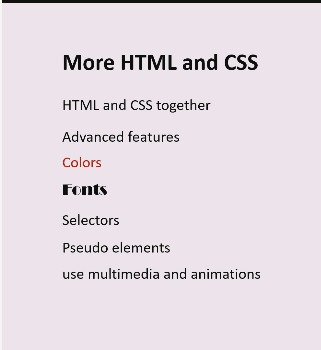 More HTML and CSS
HTML and CSS together
Advanced features
Colors
Fonts
Selectors
Pseudo elements
use multimedia and animations